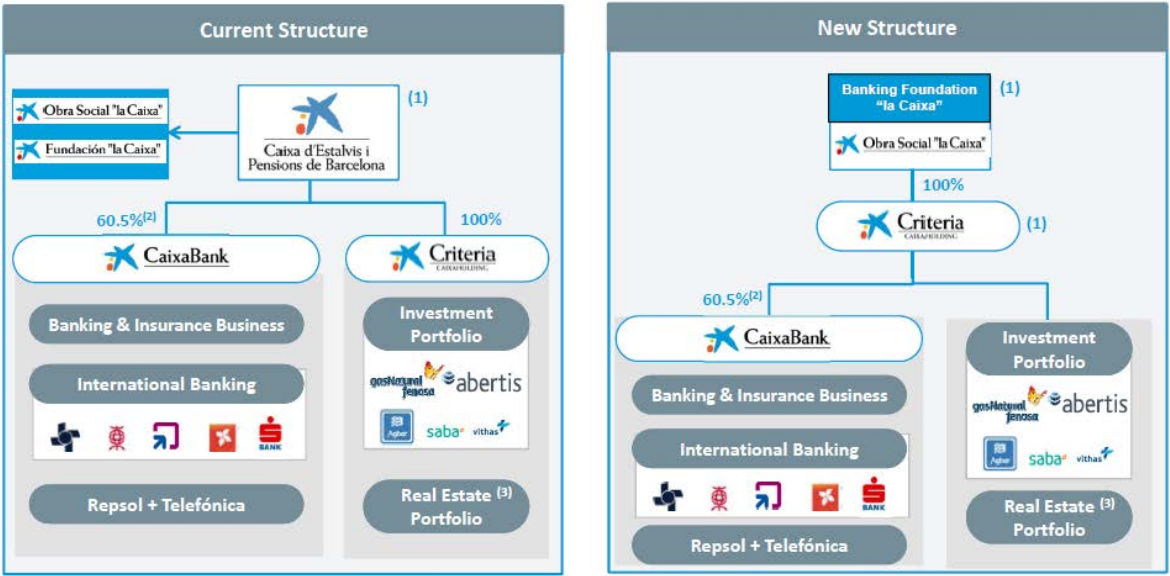 Current Structure
Obra Social "la Caixa"
Fundación "la Caixa"
(1)
Caixa d'Estalvis i
Pensions de Barcelona
60.5%(2)
100%
CaixaBank
Criteria
CAIXAHOLDING
Banking & Insurance Business
International Banking
BANK
Repsol + Telefónica
Investment
Portfolio
gasNatural
fenosa
abertis
Agbar
saba
vithas
Real Estate (3)
Portfolio
New Structure
Banking Foundation
“la Caixa”
(1)
Obra Social "la Caixa"
100%
Criteria
CAIXAHOLDING
(1)
60.5%(2)
CaixaBank
Banking & Insurance Business
International Banking
BANK
Repsol + Telefónica
Investment
Portfolio
gasNatural
fenosa
abertis
Agbar
saba
vithas
Real Estate (3)
Portfolio